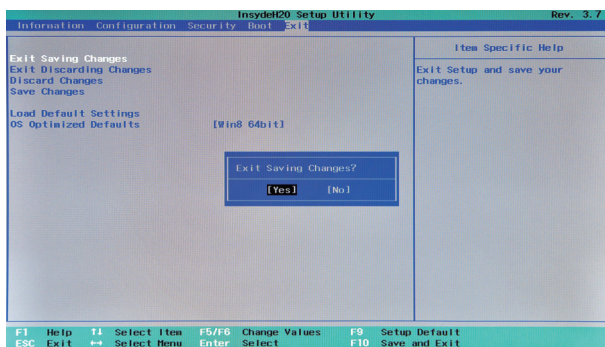 InsydeH20 Setup Utility Rev. 3.7
Information Configuration Security Boot Exit
Item Specific Help
Exit Saving Changes
Exit Discarding Changes
Discard Changes
Save Changes
Load Default Settings
OS Optimized Defaults [Win8 64bit]
Exit Setup and save your
changes.
Exit Saving Changes?
[Yes] [No]
F1 Help ↑↓ Select Item F5/F6 Change Values F9 Setup Default
ESC Exit ↔ Select Menu Enter Select F10 Save and Exit